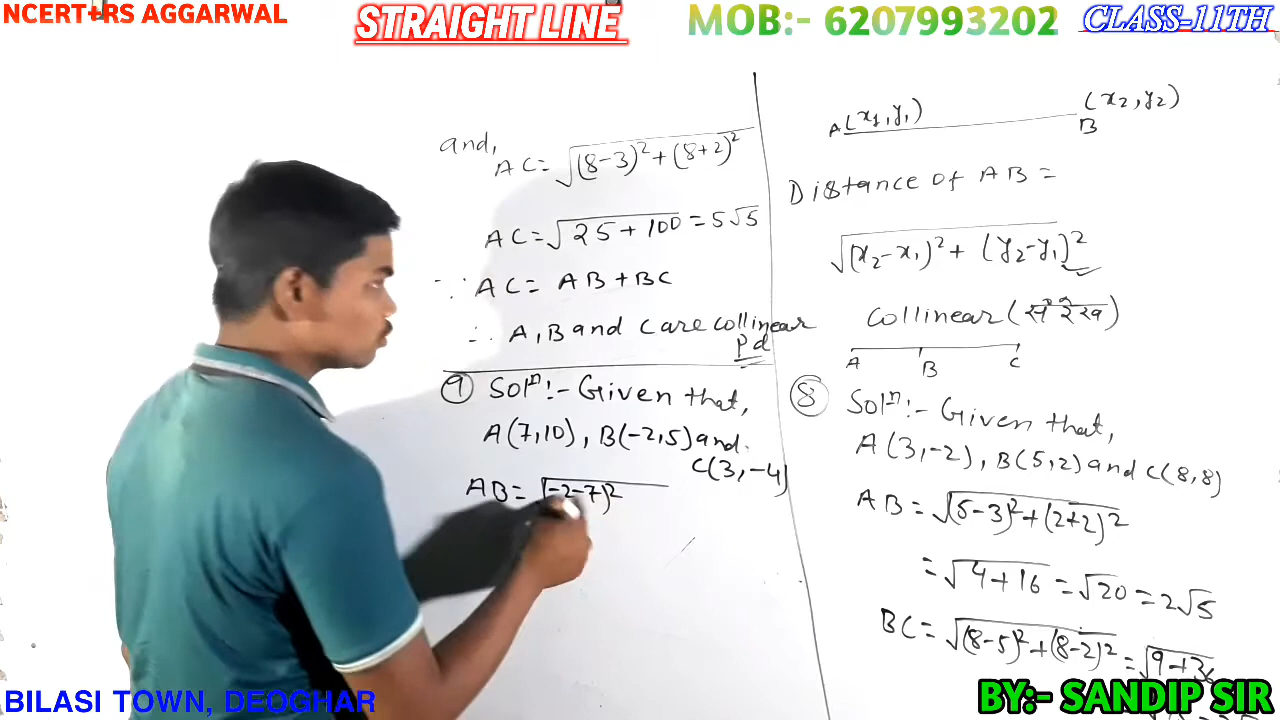 NCERT+RS AGGARWAL
STRAIGHT LINE
MOB:- 6207993202
CLASS-11TH
A(x₁,y₁)
(x₂,y₂)
B
Distance of AB =
√(x₂-x₁)²+(y₂-y₁)²
Collinear (संरेख)
A B C
⑧ Solⁿ:- Given that,
A(3,-2), B(5,2) and C(8,8)
AB = √(5-3)²+(2+2)²
= √4+16 = √20 = 2√5
BC = √(8-5)²+(8-2)² = √9+36
and,
AC = √(8-3)²+(8+2)²
AC = √25+100 = 5√5
∵ AC = AB+BC
∴ A, B and C are collinear
Pd
⑨ Solⁿ:- Given that,
A(7,10), B(-2,5) and
C(3,-4)
AB = √(-2-7)²
BILASI TOWN, DEOGHAR
BY:- SANDIP SIR